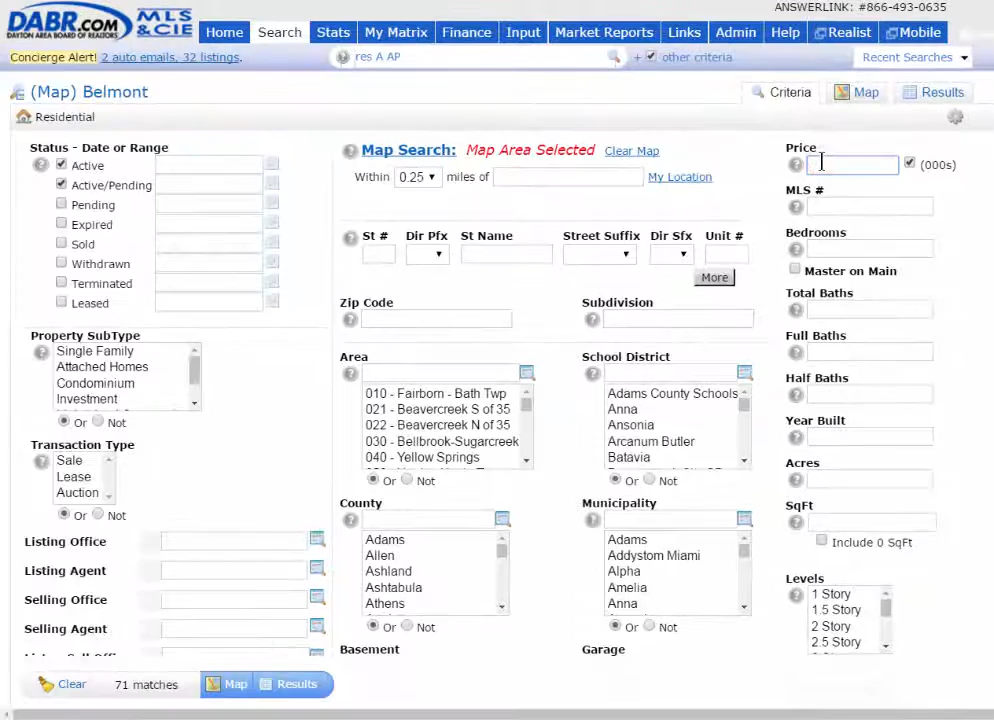 ANSWERLINK: #866-493-0635
DABR.COM
DAYTON AREA BOARD OF REALTORS
MLS & CIE
Home Search Stats My Matrix Finance Input Market Reports Links Admin Help Realist Mobile
Concierge Alert! 2 auto emails, 32 listings.
res A AP
+ other criteria
Recent Searches
(Map) Belmont
Criteria Map Results
Residential
Status - Date or Range
Active
Active/Pending
Pending
Expired
Sold
Withdrawn
Terminated
Leased
Property SubType
Single Family
Attached Homes
Condominium
Investment
Or Not
Transaction Type
Sale
Lease
Auction
Or Not
Listing Office
Listing Agent
Selling Office
Selling Agent
Map Search: Map Area Selected Clear Map
Within 0.25 miles of My Location
St # Dir Pfx St Name Street Suffix Dir Sfx Unit #
More
Zip Code
Subdivision
Area
010 - Fairborn - Bath Twp
021 - Beavercreek S of 35
022 - Beavercreek N of 35
030 - Bellbrook-Sugarcreek
040 - Yellow Springs
Or Not
School District
Adams County Schools
Anna
Ansonia
Arcanum Butler
Batavia
Or Not
County
Adams
Allen
Ashland
Ashtabula
Athens
Or Not
Municipality
Adams
Addystom Miami
Alpha
Amelia
Anna
Or Not
Basement
Garage
Price
(000s)
MLS #
Bedrooms
Master on Main
Total Baths
Full Baths
Half Baths
Year Built
Acres
SqFt
Include 0 SqFt
Levels
1 Story
1.5 Story
2 Story
2.5 Story
Clear 71 matches Map Results